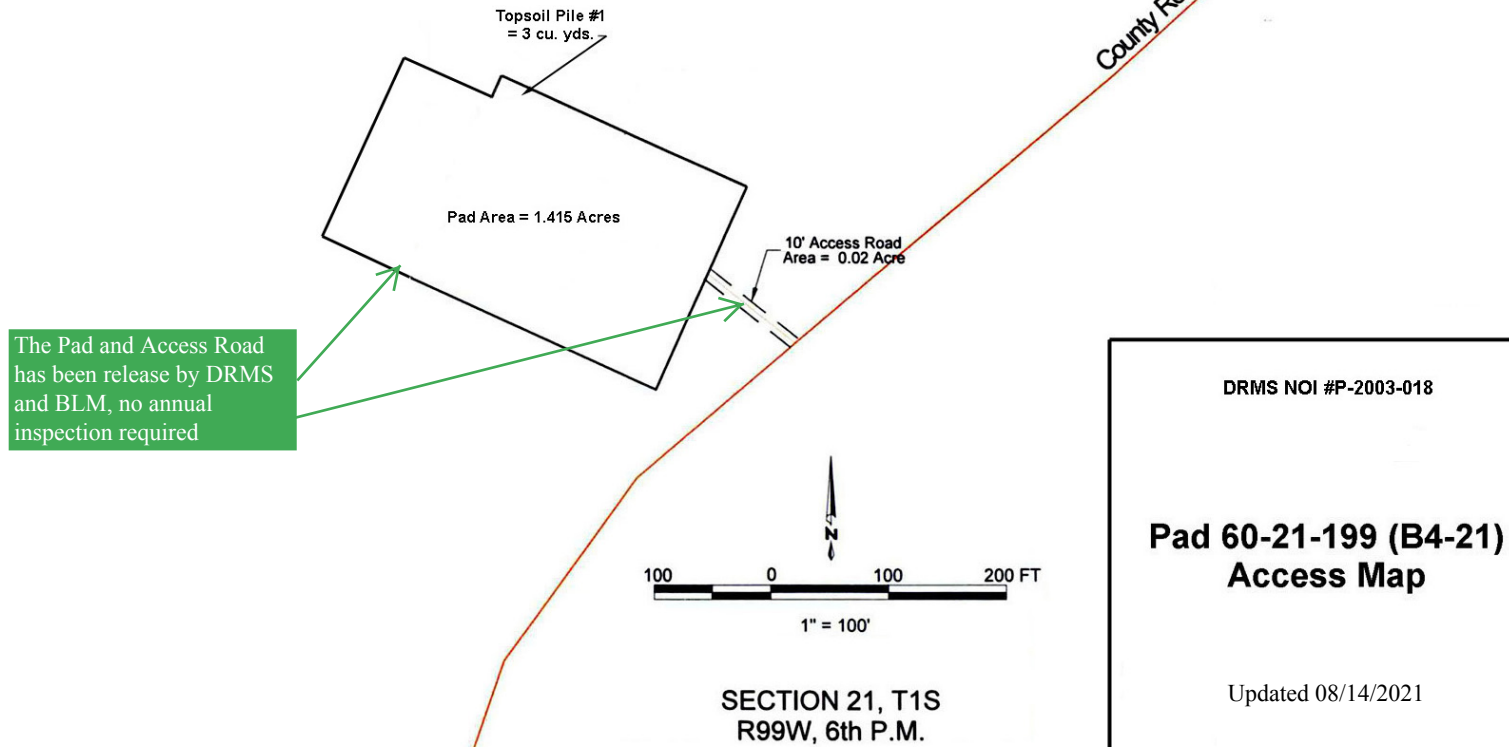 Topsoil Pile #1
= 3 cu. yds.
County
Pad Area = 1.415 Acres
10' Access Road
Area = 0.02 Acre
The Pad and Access Road
has been release by DRMS
and BLM, no annual
inspection required
DRMS NOI #P-2003-018
Pad 60-21-199 (B4-21)
Access Map
Updated 08/14/2021
N
100 0 100 200 FT
1" = 100'
SECTION 21, T1S
R99W, 6th P.M.